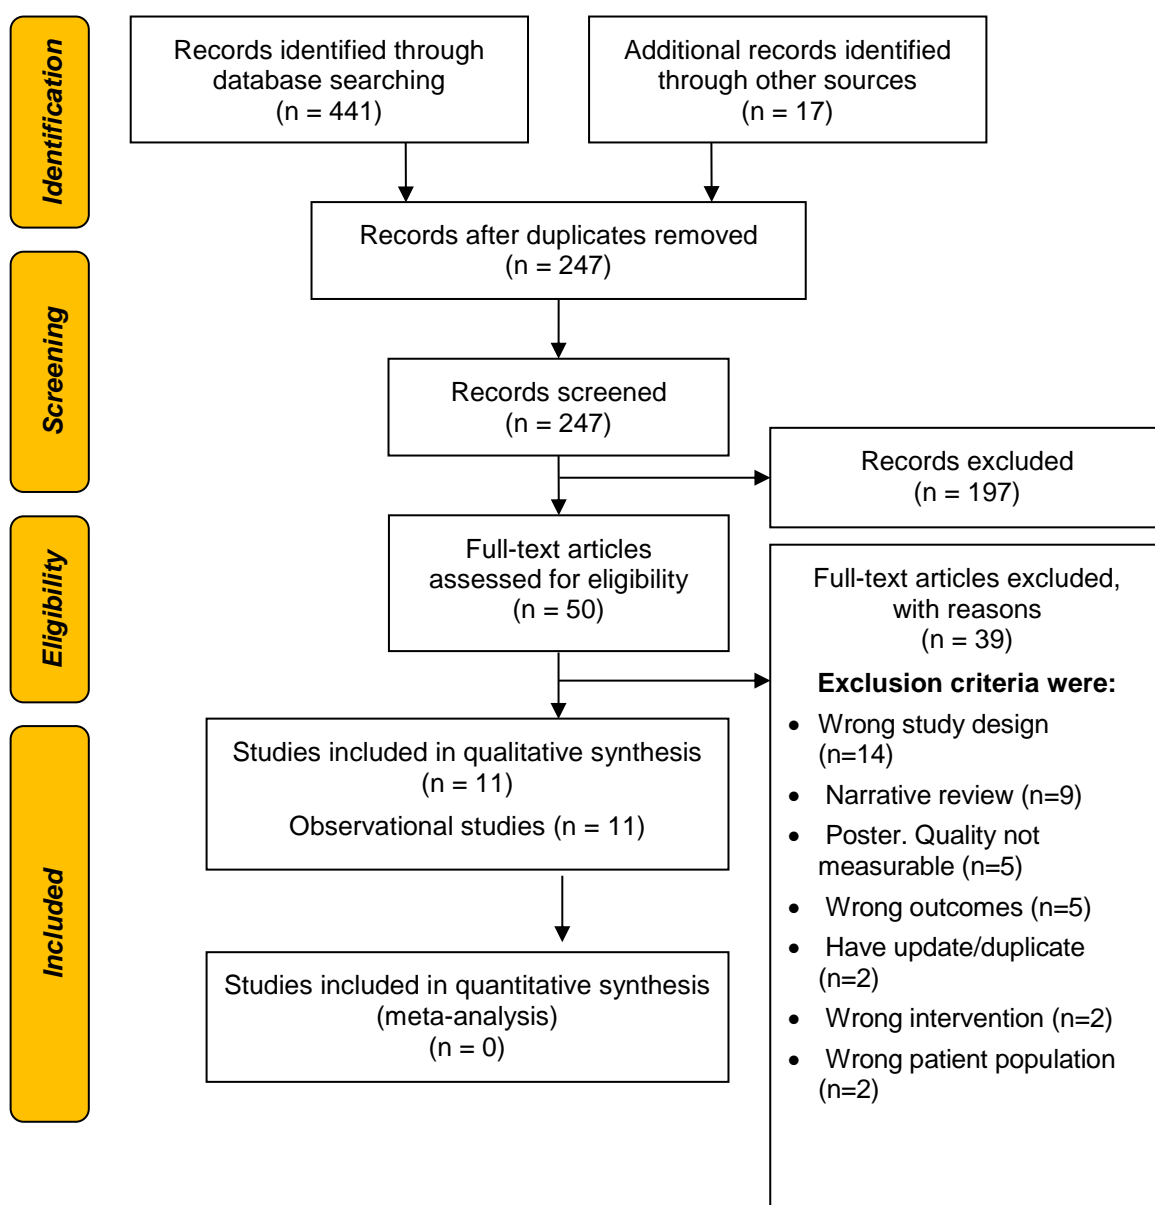 Identification
Records identified through
database searching
(n = 441)
Additional records identified
through other sources
(n = 17)
Records after duplicates removed
(n = 247)
Screening
Records screened
(n = 247)
Records excluded
(n = 197)
Eligibility
Full-text articles
assessed for eligibility
(n = 50)
Full-text articles excluded,
with reasons
(n = 39)
Exclusion criteria were:
• Wrong study design
(n=14)
• Narrative review (n=9)
• Poster. Quality not
measurable (n=5)
• Wrong outcomes (n=5)
• Have update/duplicate
(n=2)
• Wrong intervention (n=2)
• Wrong patient population
(n=2)
Included
Studies included in qualitative synthesis
(n = 11)
Observational studies (n = 11)
Studies included in quantitative synthesis
(meta-analysis)
(n = 0)